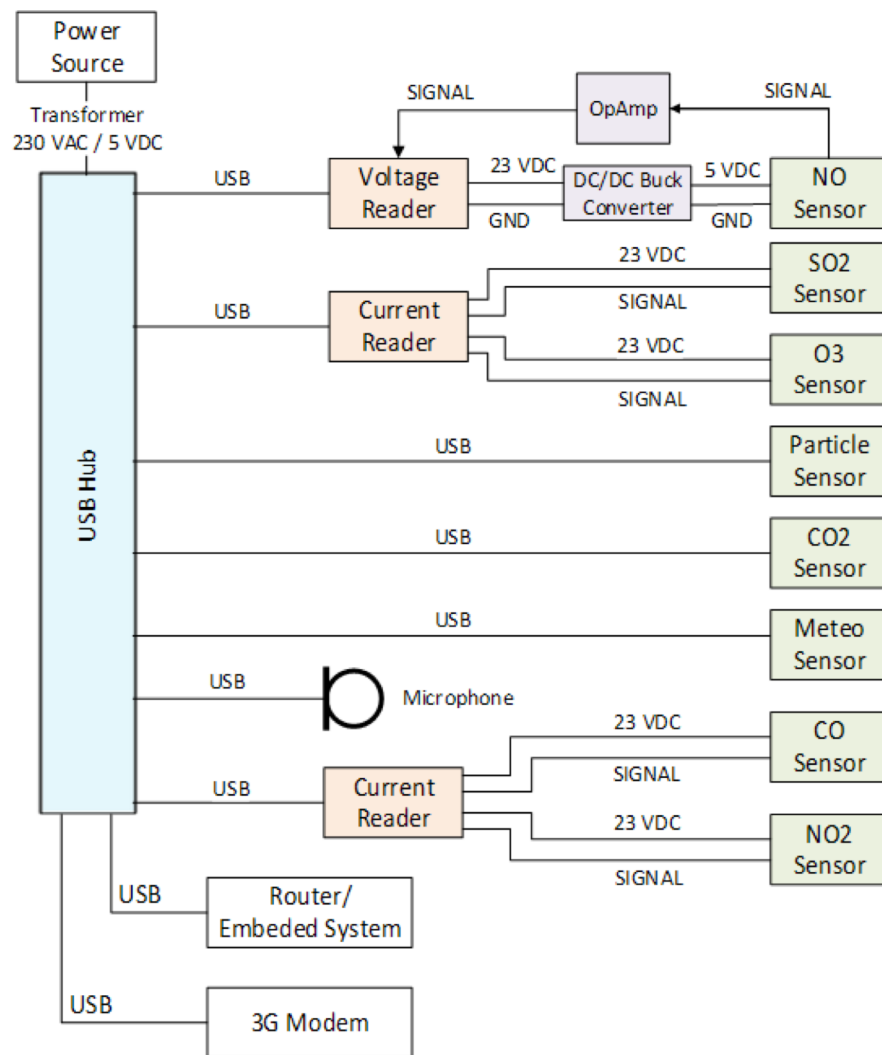 Power
Source
Transformer
230 VAC / 5 VDC
SIGNAL
OpAmp
SIGNAL
USB
Voltage
Reader
23 VDC
GND
DC/DC Buck
Converter
5 VDC
GND
NO
Sensor
USB
Current
Reader
23 VDC
SIGNAL
SO2
Sensor
23 VDC
SIGNAL
O3
Sensor
USB Hub
USB
Particle
Sensor
USB
CO2
Sensor
USB
Meteo
Sensor
USB
Microphone
USB
Current
Reader
23 VDC
SIGNAL
CO
Sensor
23 VDC
SIGNAL
NO2
Sensor
USB
Router/
Embeded System
USB
3G Modem